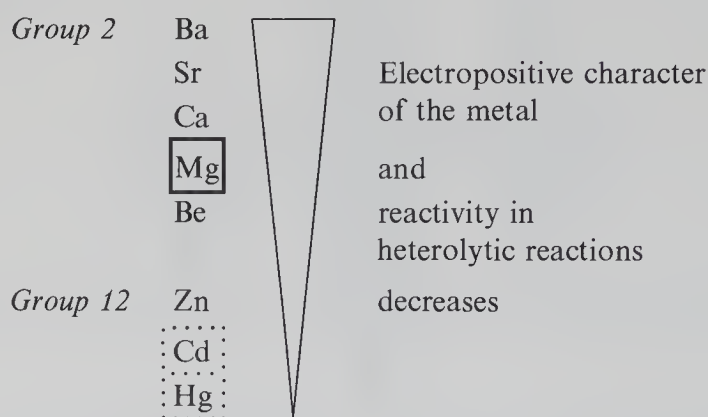 Group 2 Ba
Sr Electropositive character
Ca of the metal
Mg and
Be reactivity in
heterolytic reactions
Group 12 Zn decreases
Cd
Hg